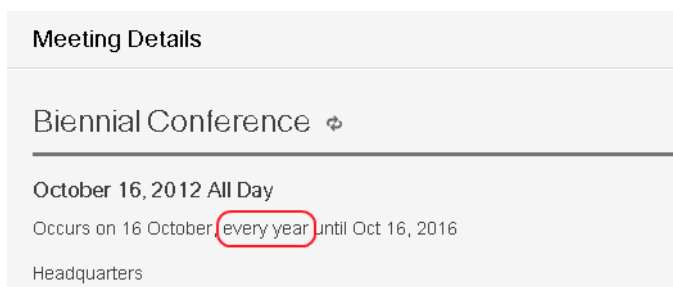 Meeting Details
Biennial Conference
October 16, 2012 All Day
Occurs on 16 October, every year until Oct 16, 2016
Headquarters